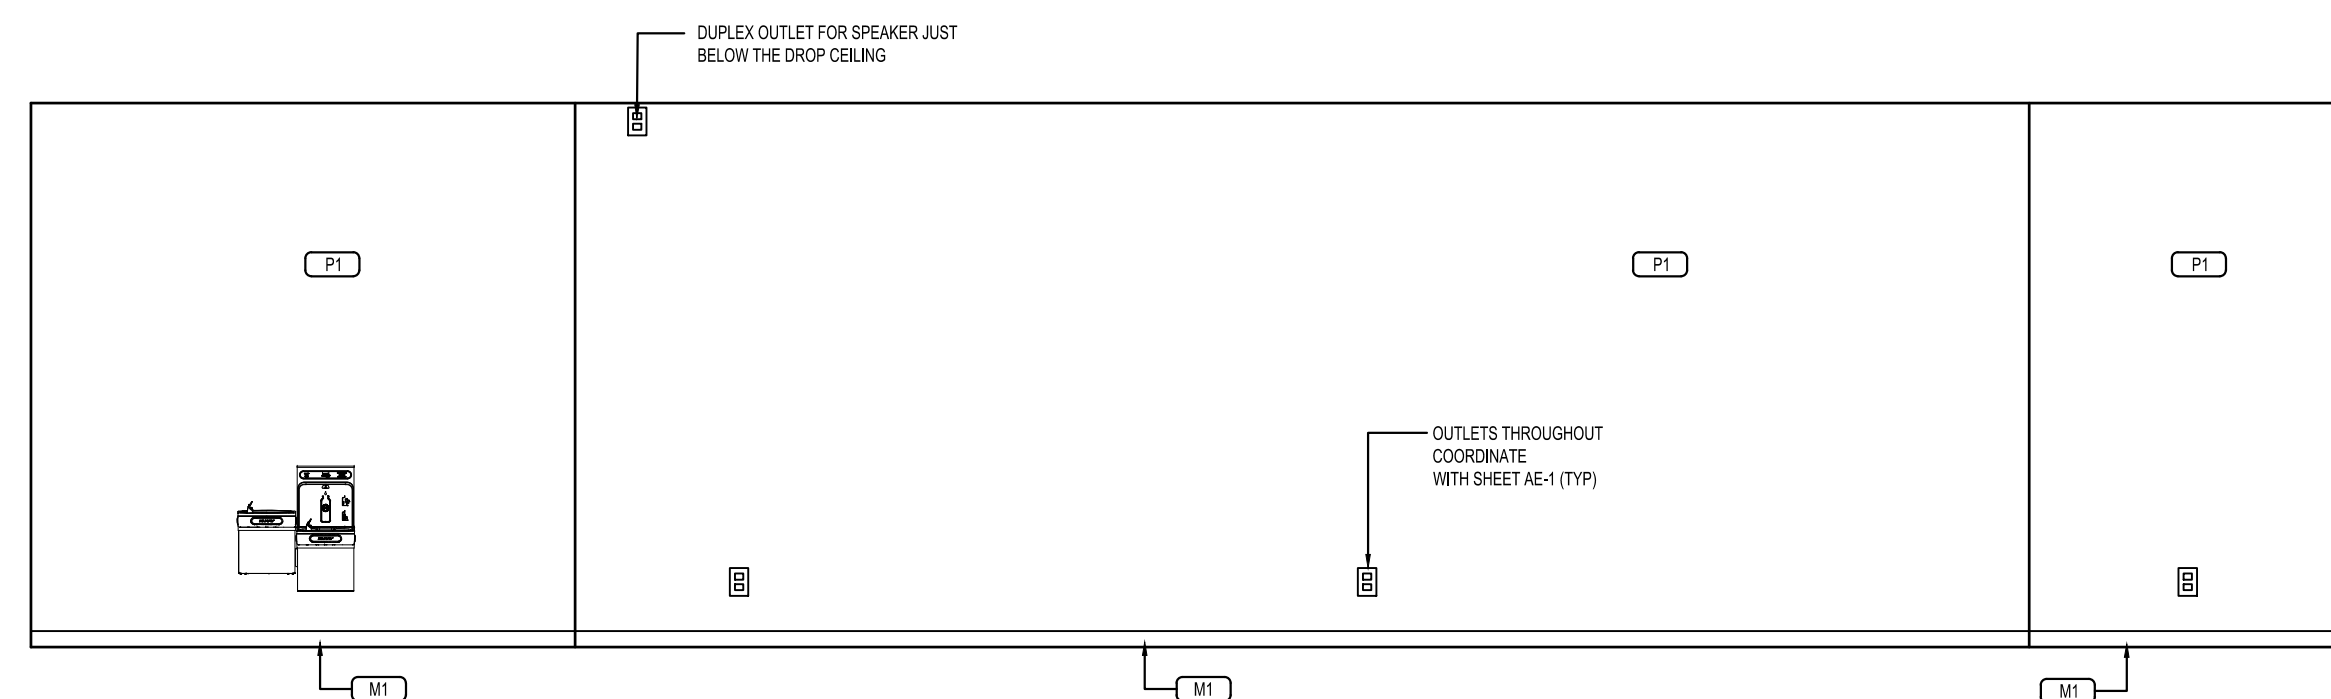 DUPLEX OUTLET FOR SPEAKER JUST
BELOW THE DROP CEILING
P1
P1
P1
OUTLETS THROUGHOUT
COORDINATE
WITH SHEET AE-1 (TYP)
M1
M1
M1